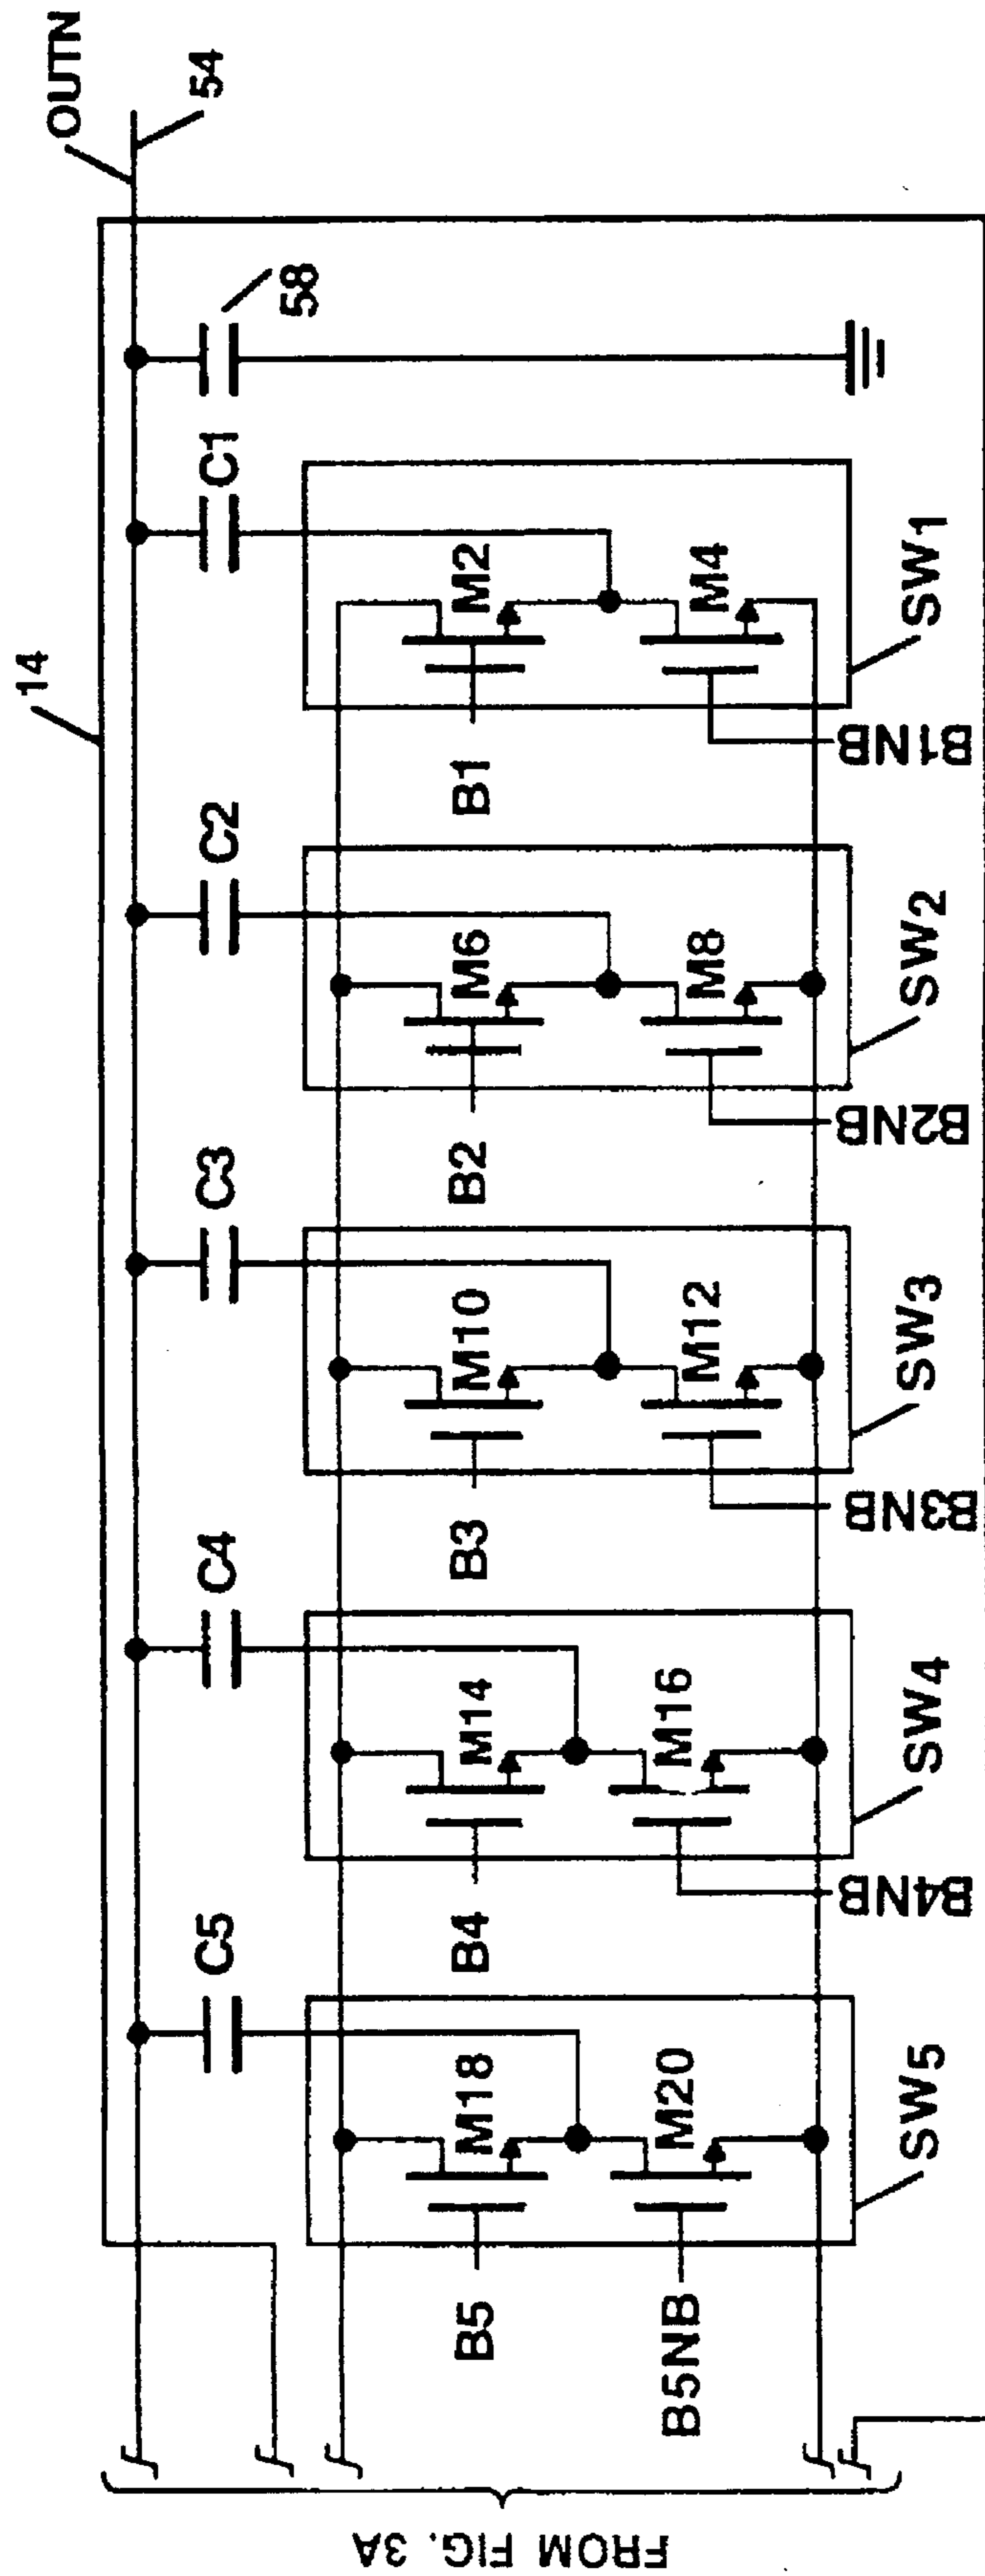 14
OUTN
54
C5
C4
C3
C2
C1
58
M18
M14
M10
M6
M2
B5
B4
B3
B2
B1
M20
M16
M12
M8
M4
B5NB
B4NB
B3NB
B2NB
B1NB
SW5
SW4
SW3
SW2
SW1
FROM FIG. 3A